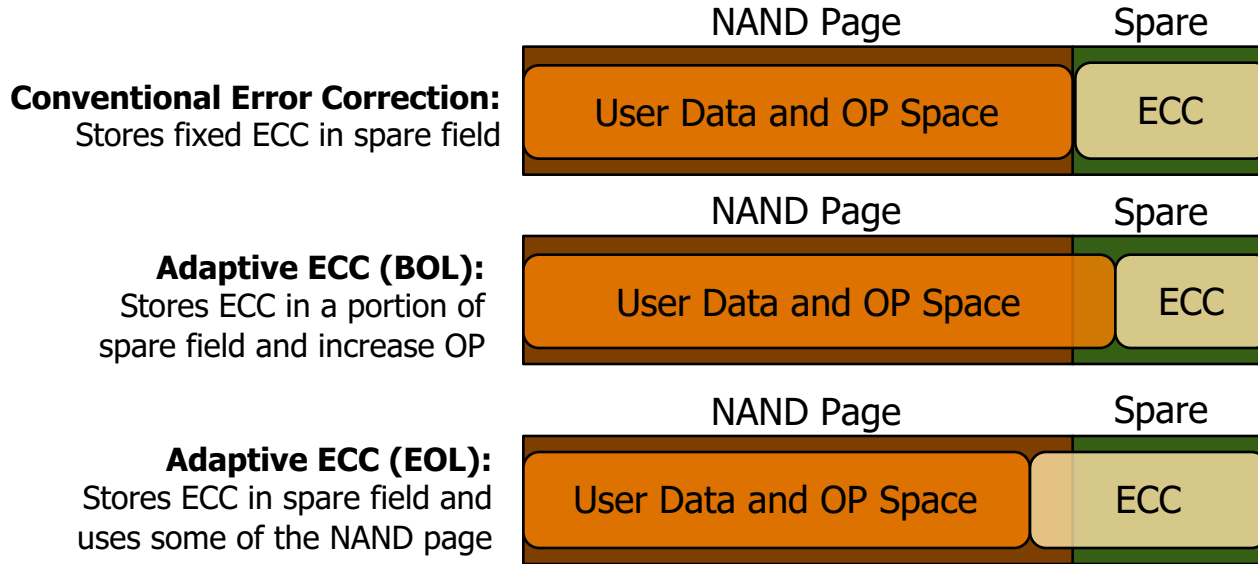 NAND Page Spare
Conventional Error Correction:
Stores fixed ECC in spare field
User Data and OP Space ECC
NAND Page Spare
Adaptive ECC (BOL):
Stores ECC in a portion of
spare field and increase OP
User Data and OP Space ECC
NAND Page Spare
Adaptive ECC (EOL):
Stores ECC in spare field and
uses some of the NAND page
User Data and OP Space ECC